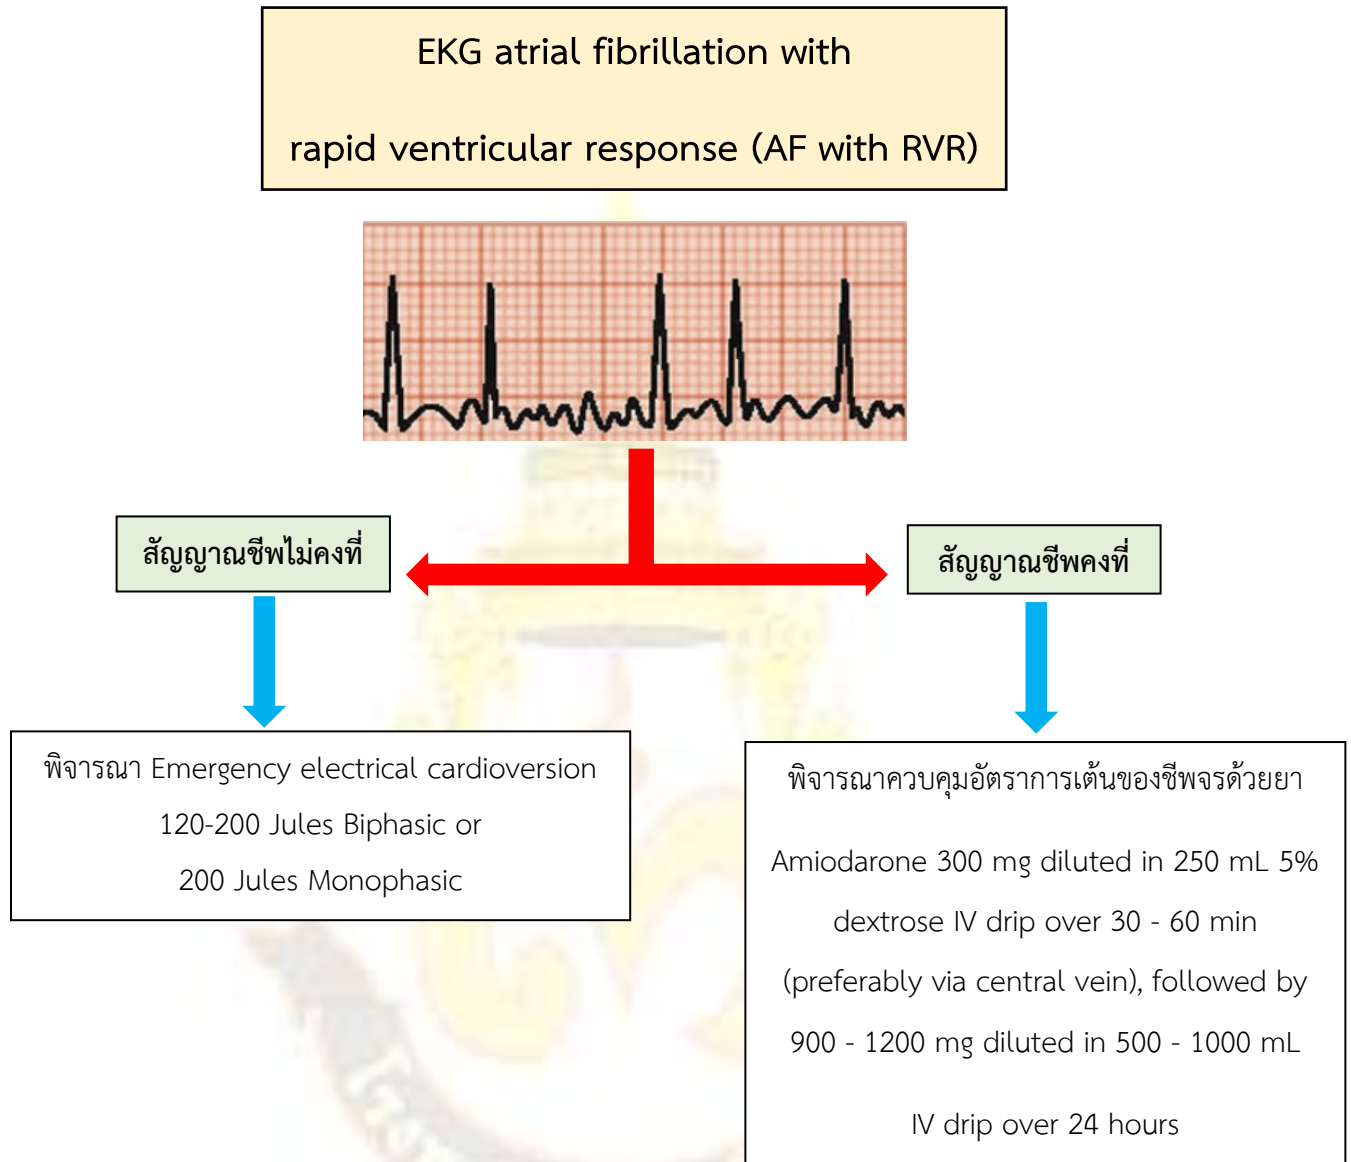 EKG atrial fibrillation with
rapid ventricular response (AF with RVR)
สัญญาณชีพไม่คงที่
สัญญาณชีพคงที่
พิจารณา Emergency electrical cardioversion
120-200 Jules Biphasic or
200 Jules Monophasic
พิจารณาควบคุมอัตราการเต้นของชีพจรด้วยยา
Amiodarone 300 mg diluted in 250 mL 5%
dextrose IV drip over 30 - 60 min
(preferably via central vein), followed by
900 - 1200 mg diluted in 500 - 1000 mL
IV drip over 24 hours